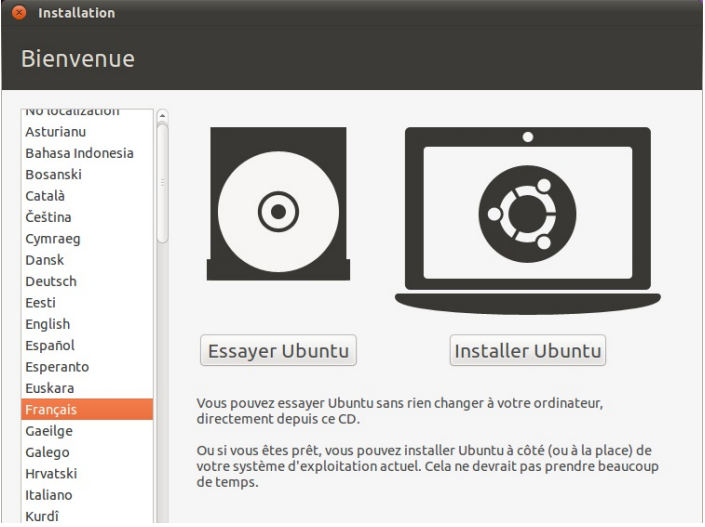 Installation
Bienvenue
No localization
Asturianu
Bahasa Indonesia
Bosanski
Català
Čeština
Cymraeg
Dansk
Deutsch
Eesti
English
Español
Esperanto
Euskara
Français
Gaeilge
Galego
Hrvatski
Italiano
Kurdî
Essayer Ubuntu
Installer Ubuntu
Vous pouvez essayer Ubuntu sans rien changer à votre ordinateur,
directement depuis ce CD.
Ou si vous êtes prêt, vous pouvez installer Ubuntu à côté (ou à la place) de
votre système d'exploitation actuel. Cela ne devrait pas prendre beaucoup
de temps.